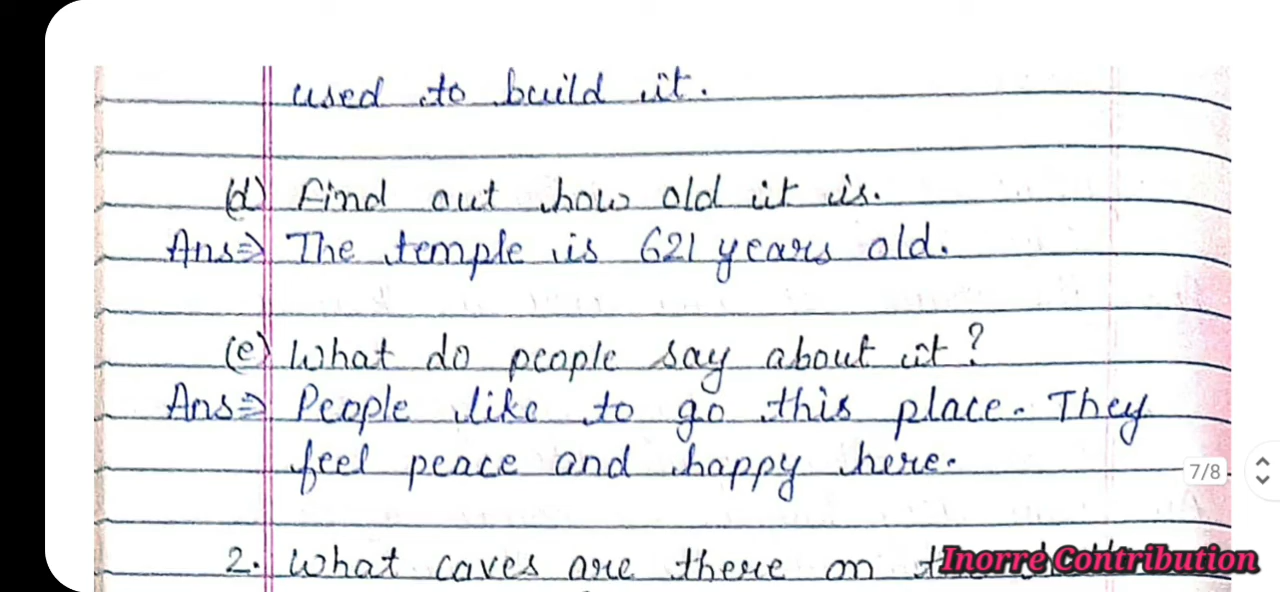 used to build it.
(d) Find out how old it is.
Ans⇒ The temple is 621 years old.
(e) What do people say about it?
Ans⇒ People like to go this place. They
feel peace and happy here.
7/8
2. What caves are there on
Inorre Contribution